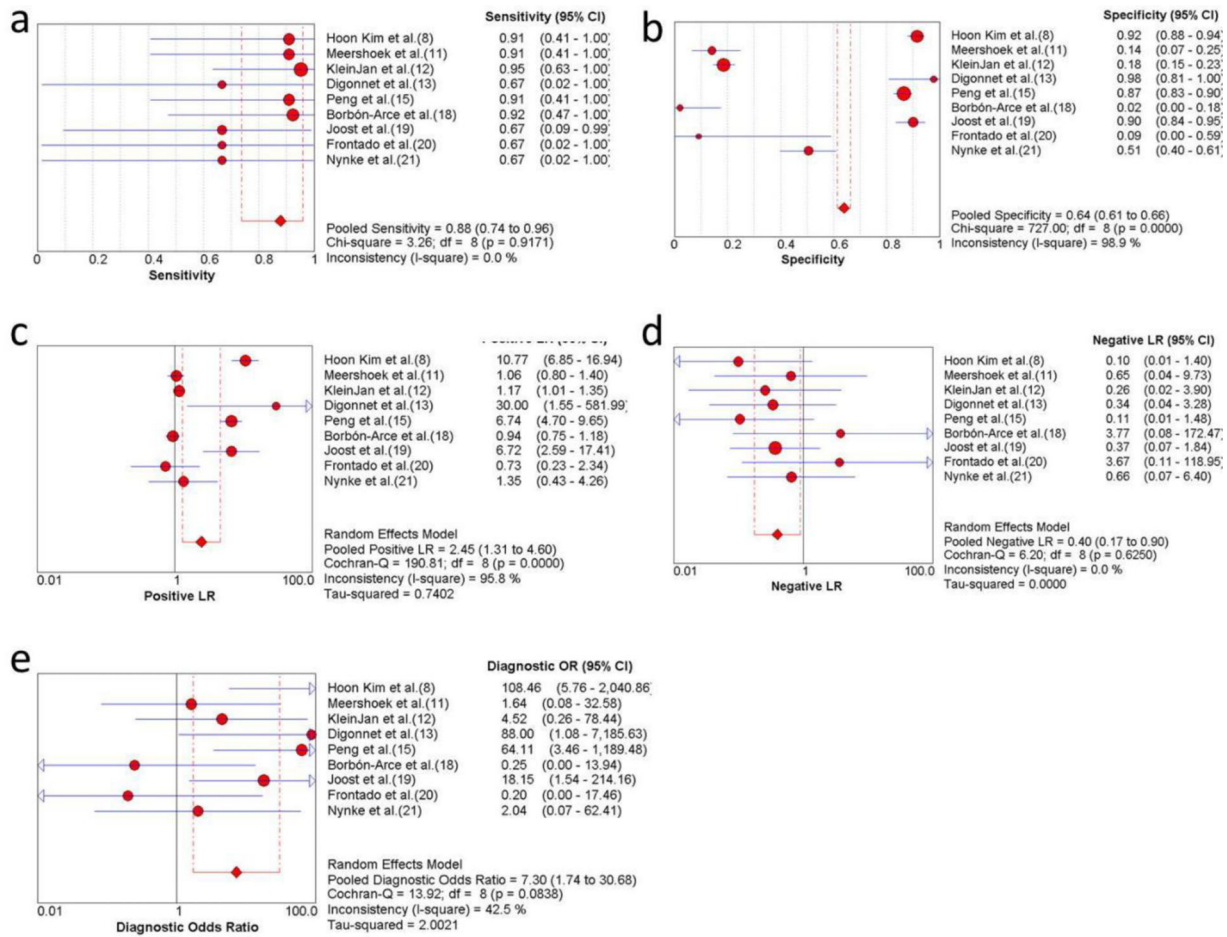 a
Sensitivity (95% CI)
Hoon Kim et al.(8) 0.91 (0.41 - 1.00)
Meershoek et al.(11) 0.91 (0.41 - 1.00)
KleinJan et al.(12) 0.95 (0.63 - 1.00)
Digonnet et al.(13) 0.67 (0.02 - 1.00)
Peng et al.(15) 0.91 (0.41 - 1.00)
Borbón-Arce et al.(18) 0.92 (0.47 - 1.00)
Joost et al.(19) 0.67 (0.09 - 0.99)
Frontado et al.(20) 0.67 (0.02 - 1.00)
Nynke et al.(21) 0.67 (0.02 - 1.00)
Pooled Sensitivity = 0.88 (0.74 to 0.96)
Chi-square = 3.26; df = 8 (p = 0.9171)
Inconsistency (I-square) = 0.0 %
0 0.2 0.4 0.6 0.8 1
Sensitivity
b
Specificity (95% CI)
Hoon Kim et al.(8) 0.92 (0.88 - 0.94)
Meershoek et al.(11) 0.14 (0.07 - 0.25)
KleinJan et al.(12) 0.18 (0.15 - 0.23)
Digonnet et al.(13) 0.98 (0.81 - 1.00)
Peng et al.(15) 0.87 (0.83 - 0.90)
Borbón-Arce et al.(18) 0.02 (0.00 - 0.18)
Joost et al.(19) 0.90 (0.84 - 0.95)
Frontado et al.(20) 0.09 (0.00 - 0.59)
Nynke et al.(21) 0.51 (0.40 - 0.61)
Pooled Specificity = 0.64 (0.61 to 0.66)
Chi-square = 727.00; df = 8 (p = 0.0000)
Inconsistency (I-square) = 98.9 %
0 0.2 0.4 0.6 0.8 1
Specificity
c
Hoon Kim et al.(8) 10.77 (6.85 - 16.94)
Meershoek et al.(11) 1.06 (0.80 - 1.40)
KleinJan et al.(12) 1.17 (1.01 - 1.35)
Digonnet et al.(13) 30.00 (1.55 - 581.99)
Peng et al.(15) 6.74 (4.70 - 9.65)
Borbón-Arce et al.(18) 0.94 (0.75 - 1.18)
Joost et al.(19) 6.72 (2.59 - 17.41)
Frontado et al.(20) 0.73 (0.23 - 2.34)
Nynke et al.(21) 1.35 (0.43 - 4.26)
Random Effects Model
Pooled Positive LR = 2.45 (1.31 to 4.60)
Cochran-Q = 190.81; df = 8 (p = 0.0000)
Inconsistency (I-square) = 95.8 %
Tau-squared = 0.7402
0.01 1 100.0
Positive LR
d
Negative LR (95% CI)
Hoon Kim et al.(8) 0.10 (0.01 - 1.40)
Meershoek et al.(11) 0.65 (0.04 - 9.73)
KleinJan et al.(12) 0.26 (0.02 - 3.90)
Digonnet et al.(13) 0.34 (0.04 - 3.28)
Peng et al.(15) 0.11 (0.01 - 1.48)
Borbón-Arce et al.(18) 3.77 (0.08 - 172.47)
Joost et al.(19) 0.37 (0.07 - 1.84)
Frontado et al.(20) 3.67 (0.11 - 118.95)
Nynke et al.(21) 0.66 (0.07 - 6.40)
Random Effects Model
Pooled Negative LR = 0.40 (0.17 to 0.90)
Cochran-Q = 6.20; df = 8 (p = 0.6250)
Inconsistency (I-square) = 0.0 %
Tau-squared = 0.0000
0.01 1 100.0
Negative LR
e
Diagnostic OR (95% CI)
Hoon Kim et al.(8) 108.46 (5.76 - 2,040.86)
Meershoek et al.(11) 1.64 (0.08 - 32.58)
KleinJan et al.(12) 4.52 (0.26 - 78.44)
Digonnet et al.(13) 88.00 (1.08 - 7,185.63)
Peng et al.(15) 64.11 (3.46 - 1,189.48)
Borbón-Arce et al.(18) 0.25 (0.00 - 13.94)
Joost et al.(19) 18.15 (1.54 - 214.16)
Frontado et al.(20) 0.20 (0.00 - 17.46)
Nynke et al.(21) 2.04 (0.07 - 62.41)
Random Effects Model
Pooled Diagnostic Odds Ratio = 7.30 (1.74 to 30.68)
Cochran-Q = 13.92; df = 8 (p = 0.0838)
Inconsistency (I-square) = 42.5 %
Tau-squared = 2.0021
0.01 1 100.0
Diagnostic Odds Ratio